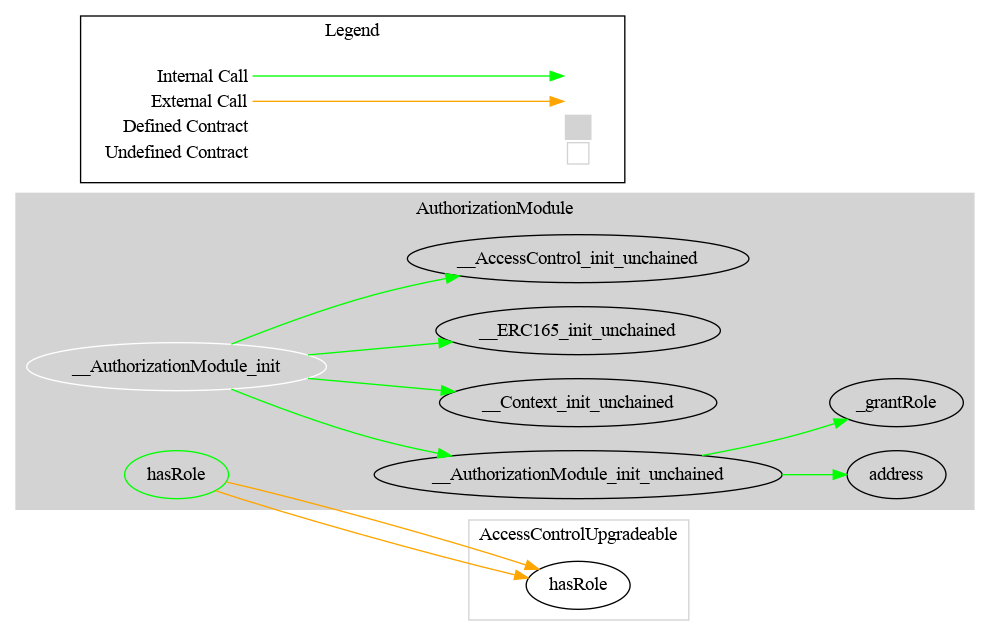 Legend
Internal Call
External Call
Defined Contract
Undefined Contract
AuthorizationModule
__AccessControl_init_unchained
__ERC165_init_unchained
__AuthorizationModule_init
__Context_init_unchained
_grantRole
hasRole
__AuthorizationModule_init_unchained
address
AccessControlUpgradeable
hasRole